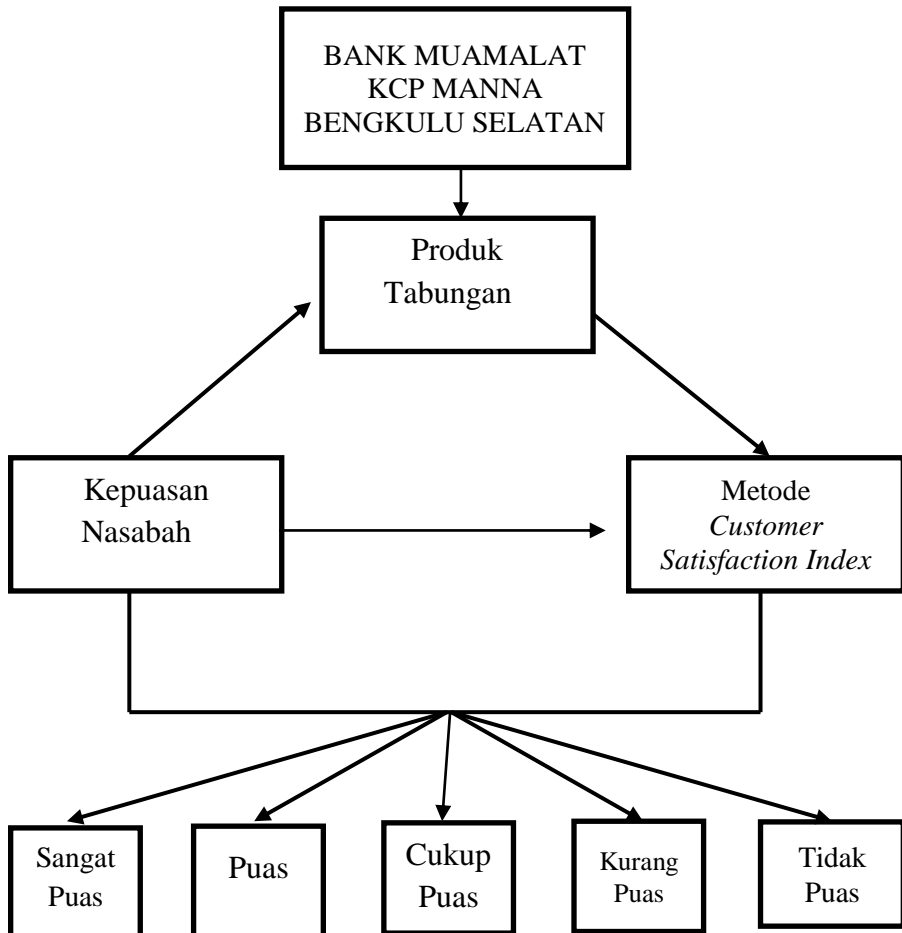 BANK MUAMALAT
KCP MANNA
BENGKULU SELATAN
Produk
Tabungan
Kepuasan
Nasabah
Metode
Customer
Satisfaction Index
Sangat
Puas
Puas
Cukup
Puas
Kurang
Puas
Tidak
Puas